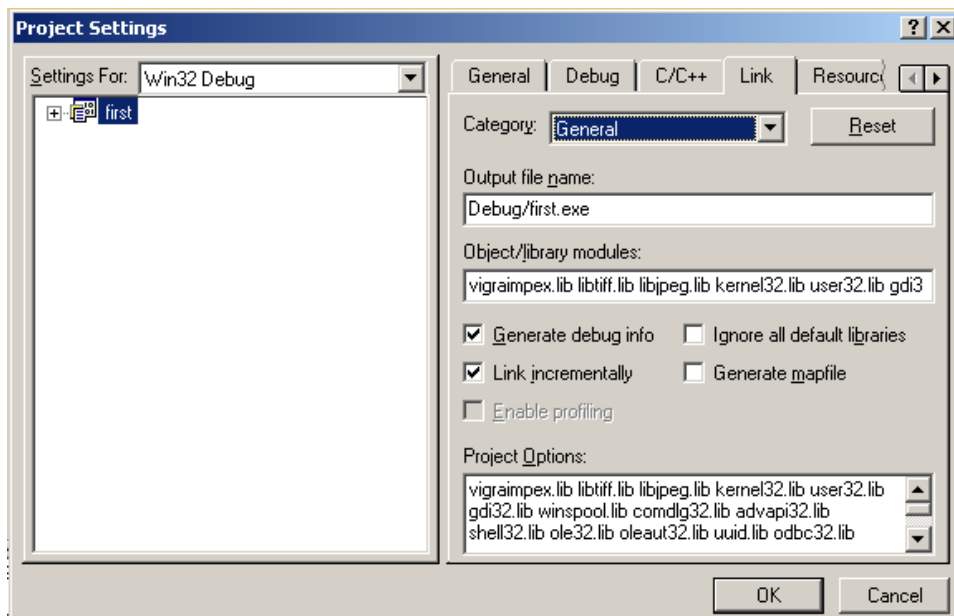 Project Settings
Settings For: Win32 Debug
first
General Debug C/C++ Link Resourc
Category: General Reset
Output file name:
Debug/first.exe
Object/library modules:
vigraimpex.lib libtiff.lib libjpeg.lib kernel32.lib user32.lib gdi3
Generate debug info Ignore all default libraries
Link incrementally Generate mapfile
Enable profiling
Project Options:
vigraimpex.lib libtiff.lib libjpeg.lib kernel32.lib user32.lib
gdi32.lib winspool.lib comdlg32.lib advapi32.lib
shell32.lib ole32.lib oleaut32.lib uuid.lib odbc32.lib
OK Cancel